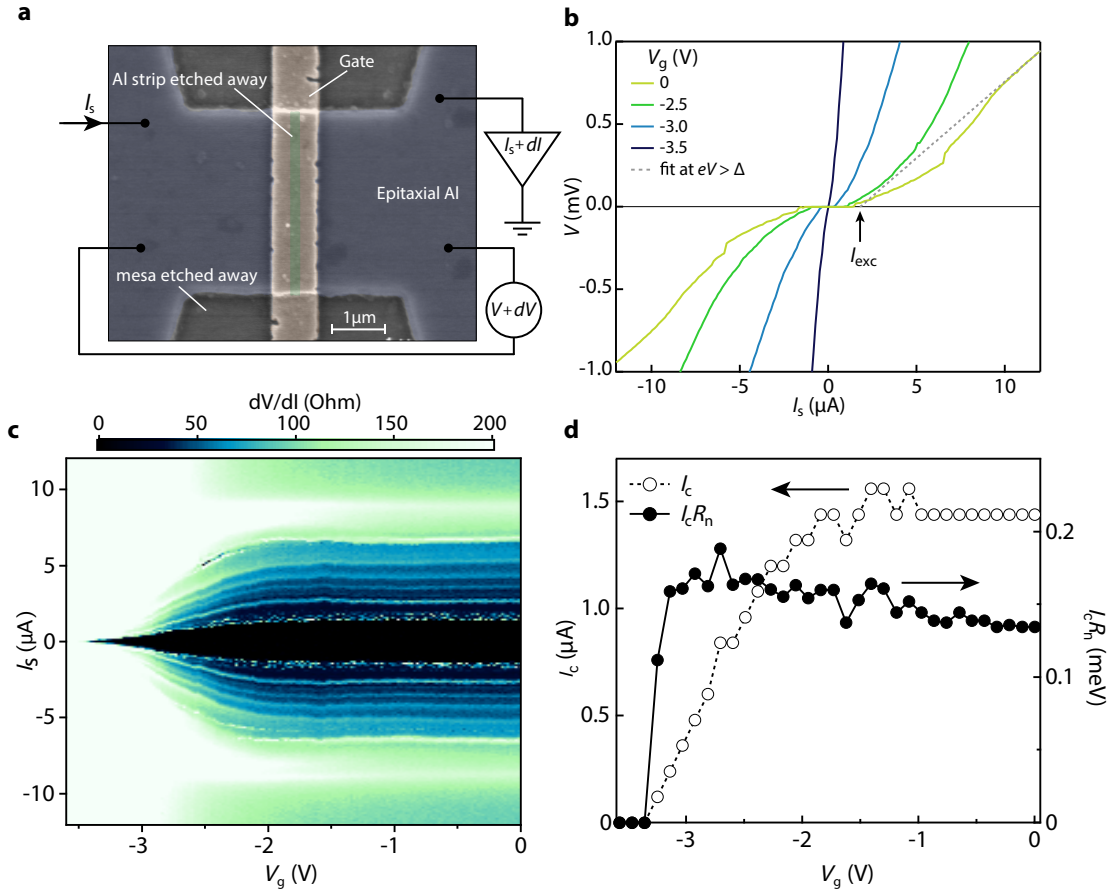 a
Al strip etched away
Gate
I_s
I_s+dI
Epitaxial Al
mesa etched away
V+dV
1μm
b
V_g (V)
0
-2.5
-3.0
-3.5
fit at eV > Δ
1.0
0.5
0.0
-0.5
-1.0
V (mV)
I_exc
-10
-5
0
5
10
I_s (μA)
dV/dI (Ohm)
0
50
100
150
200
c
10
5
0
-5
-10
I_s (μA)
-3
-2
-1
0
V_g (V)
d
I_c
I_cR_n
1.5
1.0
0.5
0
I_c (μA)
0.2
0.1
0
I_cR_n (meV)
-3
-2
-1
0
V_g (V)